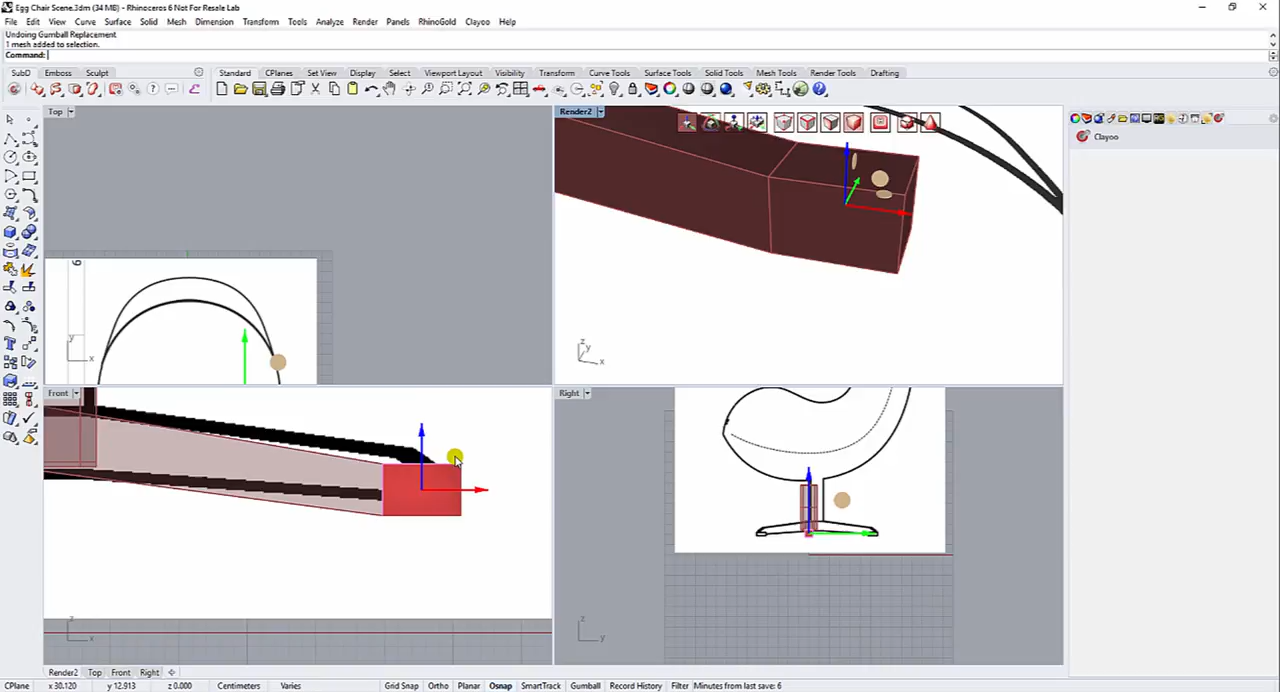 Egg Chair Scene.3dm (34 MB) - Rhinoceros 6 Not For Resale Lab
File Edit View Curve Surface Solid Mesh Dimension Transform Tools Analyze Render Panels RhinoGold Clayoo Help
Undoing Gumball Replacement
1 mesh added to selection.
Command:
SubD Emboss Sculpt Standard CPlanes Set View Display Select Viewport Layout Visibility Transform Curve Tools Surface Tools Solid Tools Mesh Tools Render Tools Drafting
Top
Render2
Clayoo
6
y
x
z
y
x
Front
Right
z
x
z
y
Render2 Top Front Right
CPlane x 30.120 y 12.913 z 0.000 Centimeters Varies Grid Snap Ortho Planar Osnap SmartTrack Gumball Record History Filter Minutes from last save: 6